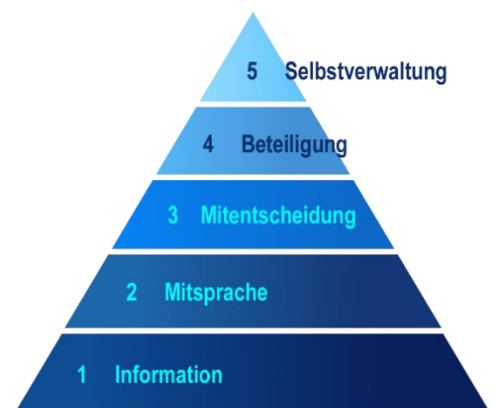 5 Selbstverwaltung
4 Beteiligung
3 Mitentscheidung
2 Mitsprache
1 Information